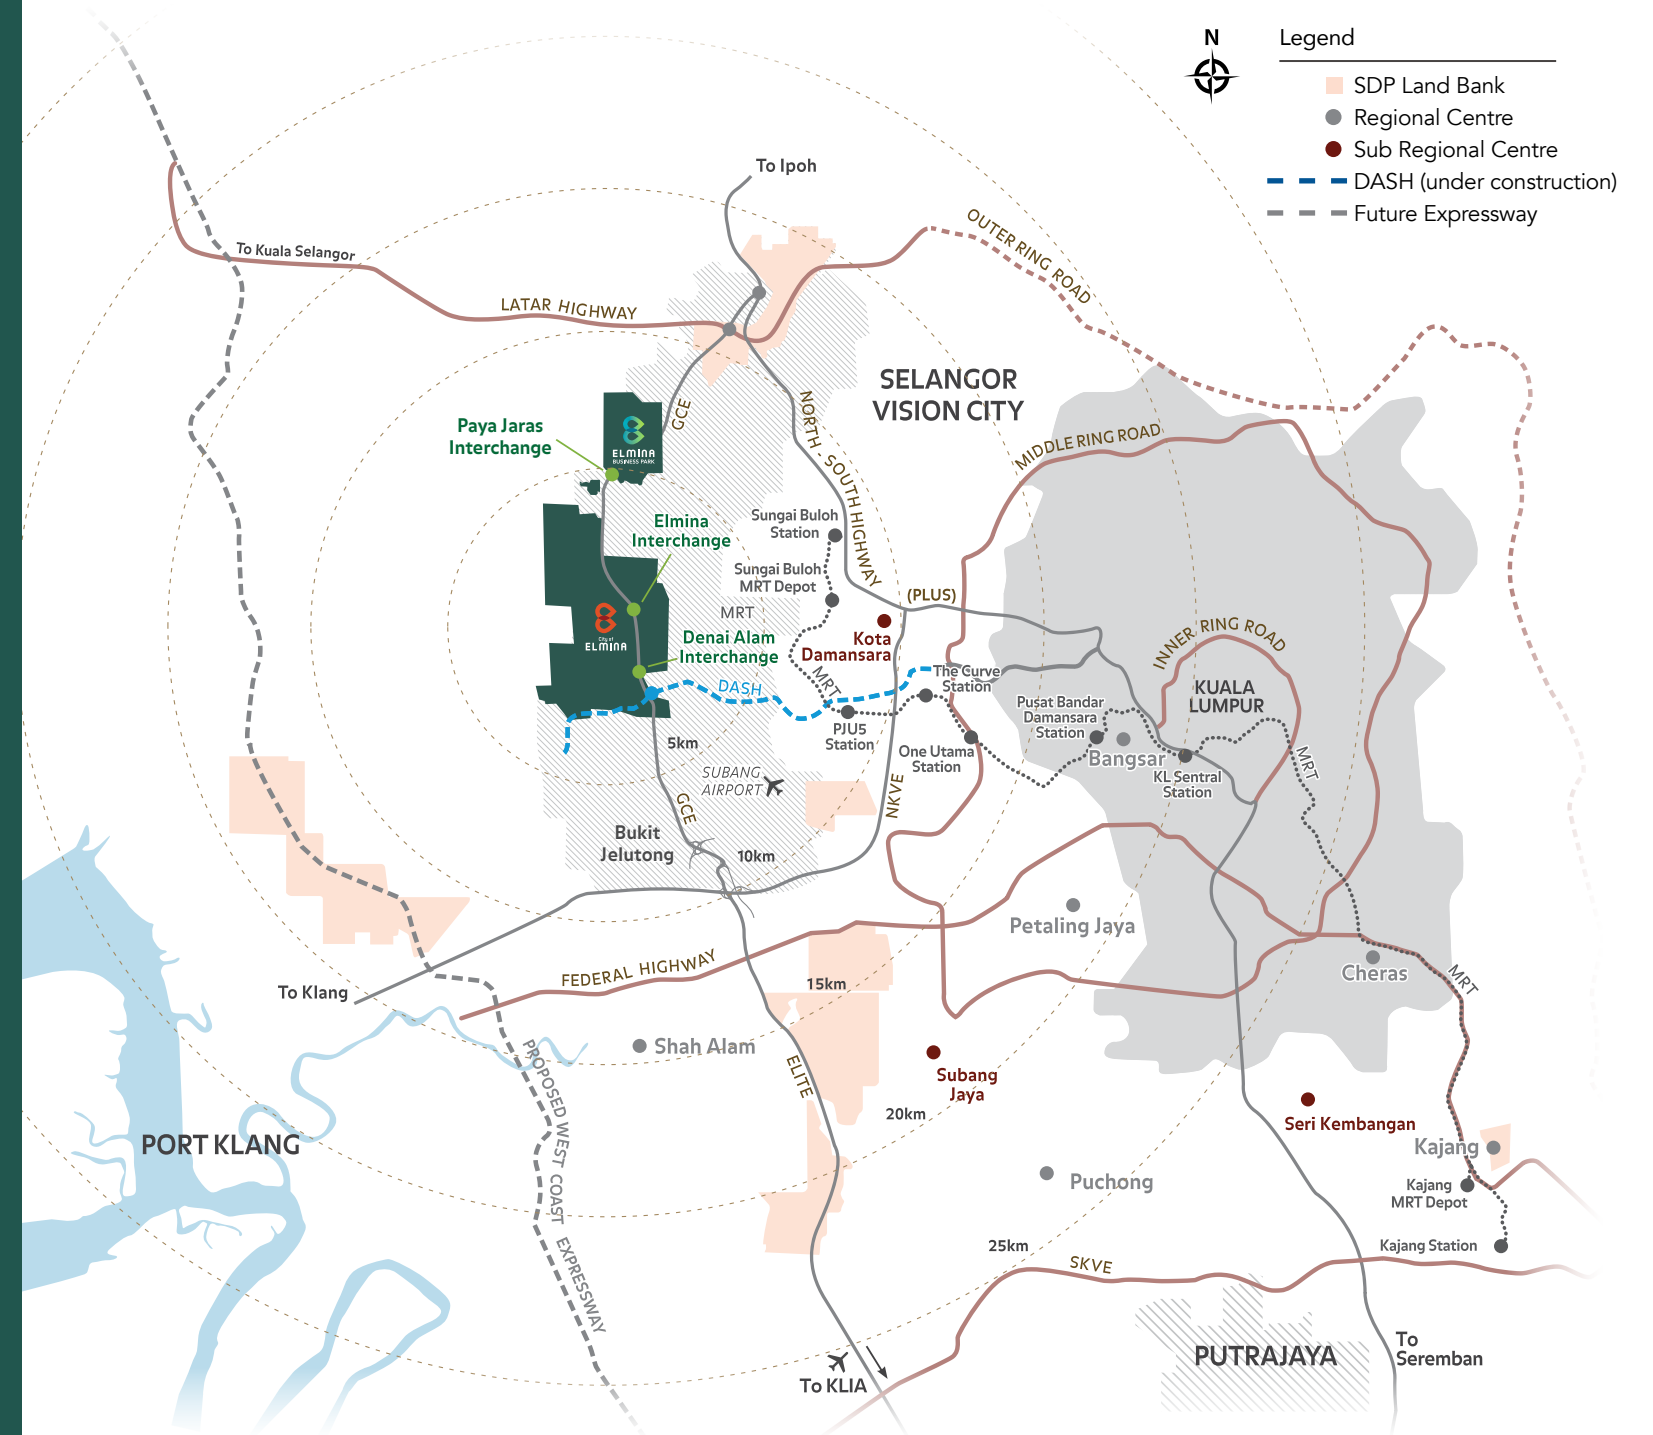 N
Legend
SDP Land Bank
Regional Centre
Sub Regional Centre
DASH (under construction)
Future Expressway
To Ipoh
OUTER RING ROAD
To Kuala Selangor
LATAR HIGHWAY
SELANGOR
VISION CITY
GCE
NORTH - SOUTH HIGHWAY
Paya Jaras
Interchange
ELMINA
BUSINESS PARK
MIDDLE RING ROAD
Elmina
Interchange
Sungai Buloh
Station
Sungai Buloh
MRT Depot
MRT
(PLUS)
City of
ELMINA
Denai Alam
Interchange
Kota
Damansara
INNER RING ROAD
MRT
DASH
The Curve
Station
KUALA
LUMPUR
Pusat Bandar
Damansara
Station
PJU5
Station
5km
One Utama
Station
Bangsar
MRT
SUBANG
AIRPORT
KL Sentral
Station
NKVE
GCE
Bukit
Jelutong
10km
Petaling Jaya
FEDERAL HIGHWAY
Cheras
MRT
To Klang
15km
Shah Alam
PROPOSED WEST COAST EXPRESSWAY
ELITE
Subang
Jaya
20km
Seri Kembangan
PORT KLANG
Kajang
Puchong
Kajang
MRT Depot
25km
Kajang Station
SKVE
PUTRAJAYA
To
Seremban
To KLIA